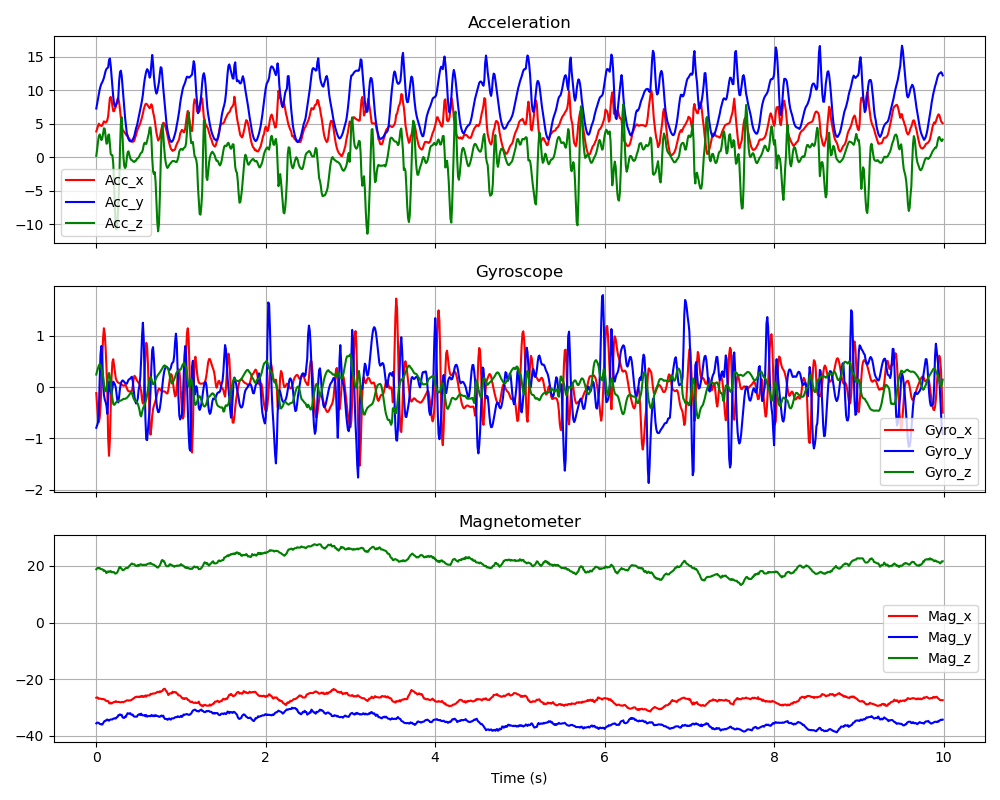 Acceleration
15
10
5
0
−5
−10
Acc_x
Acc_y
Acc_z
Gyroscope
1
0
−1
−2
Gyro_x
Gyro_y
Gyro_z
Magnetometer
20
0
−20
−40
Mag_x
Mag_y
Mag_z
0 2 4 6 8 10
Time (s)